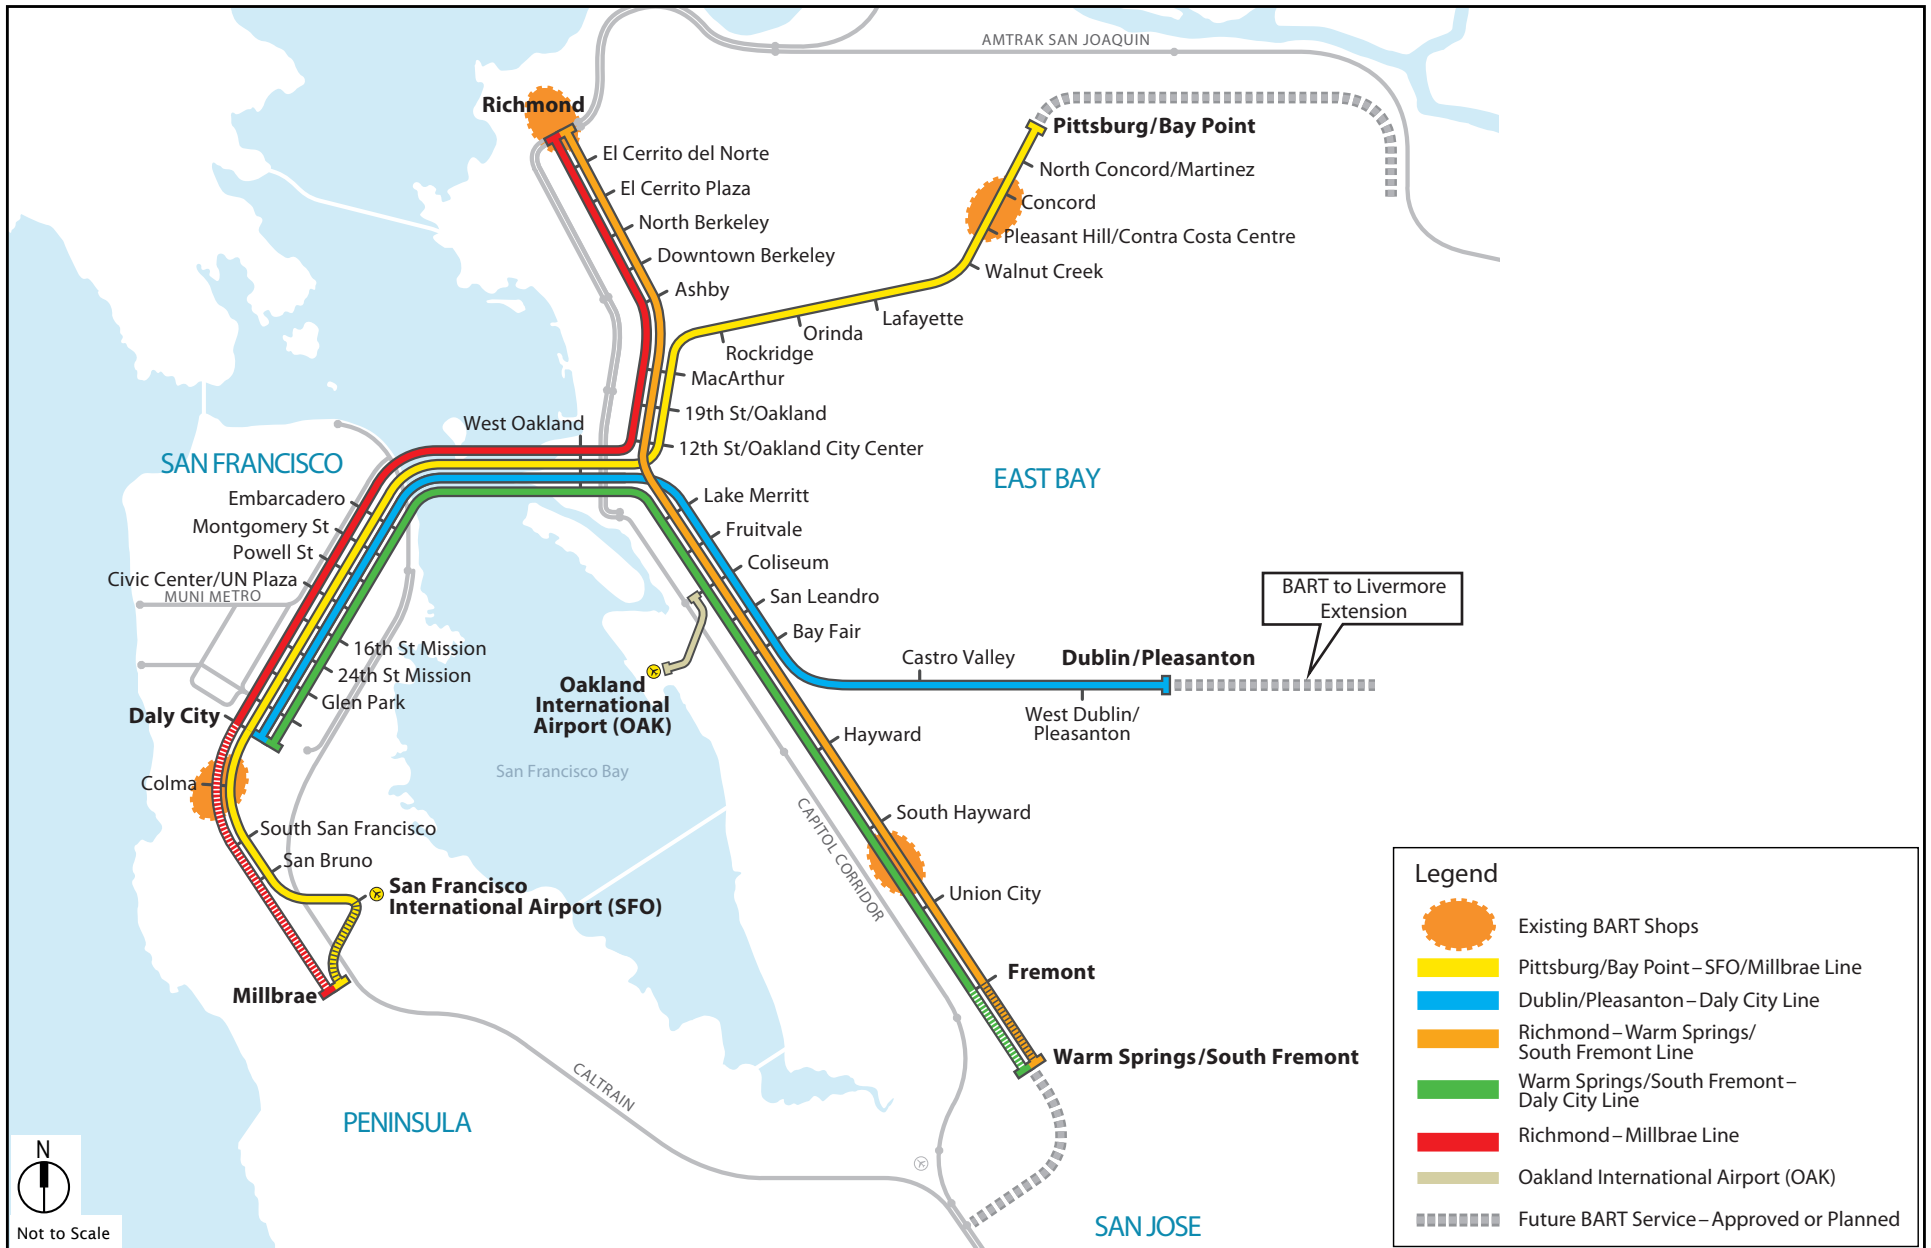 AMTRAK SAN JOAQUIN
Richmond
Pittsburg/Bay Point
El Cerrito del Norte
North Concord/Martinez
El Cerrito Plaza
Concord
North Berkeley
Pleasant Hill/Contra Costa Centre
Downtown Berkeley
Walnut Creek
Ashby
Lafayette
Orinda
Rockridge
MacArthur
19th St/Oakland
West Oakland
12th St/Oakland City Center
SAN FRANCISCO
EAST BAY
Embarcadero
Lake Merritt
Montgomery St
Fruitvale
Powell St
Coliseum
Civic Center/UN Plaza
MUNI METRO
San Leandro
BART to Livermore
Extension
Bay Fair
16th St Mission
Castro Valley
Dublin/Pleasanton
24th St Mission
Glen Park
Oakland
International
Airport (OAK)
Daly City
West Dublin/
Pleasanton
Hayward
San Francisco Bay
Colma
CAPITOL CORRIDOR
South Hayward
South San Francisco
San Bruno
San Francisco
International Airport (SFO)
Union City
Fremont
Millbrae
Warm Springs/South Fremont
CALTRAIN
PENINSULA
SAN JOSE
N
Not to Scale
Legend
Existing BART Shops
Pittsburg/Bay Point–SFO/Millbrae Line
Dublin/Pleasanton–Daly City Line
Richmond–Warm Springs/
South Fremont Line
Warm Springs/South Fremont–
Daly City Line
Richmond–Millbrae Line
Oakland International Airport (OAK)
Future BART Service–Approved or Planned